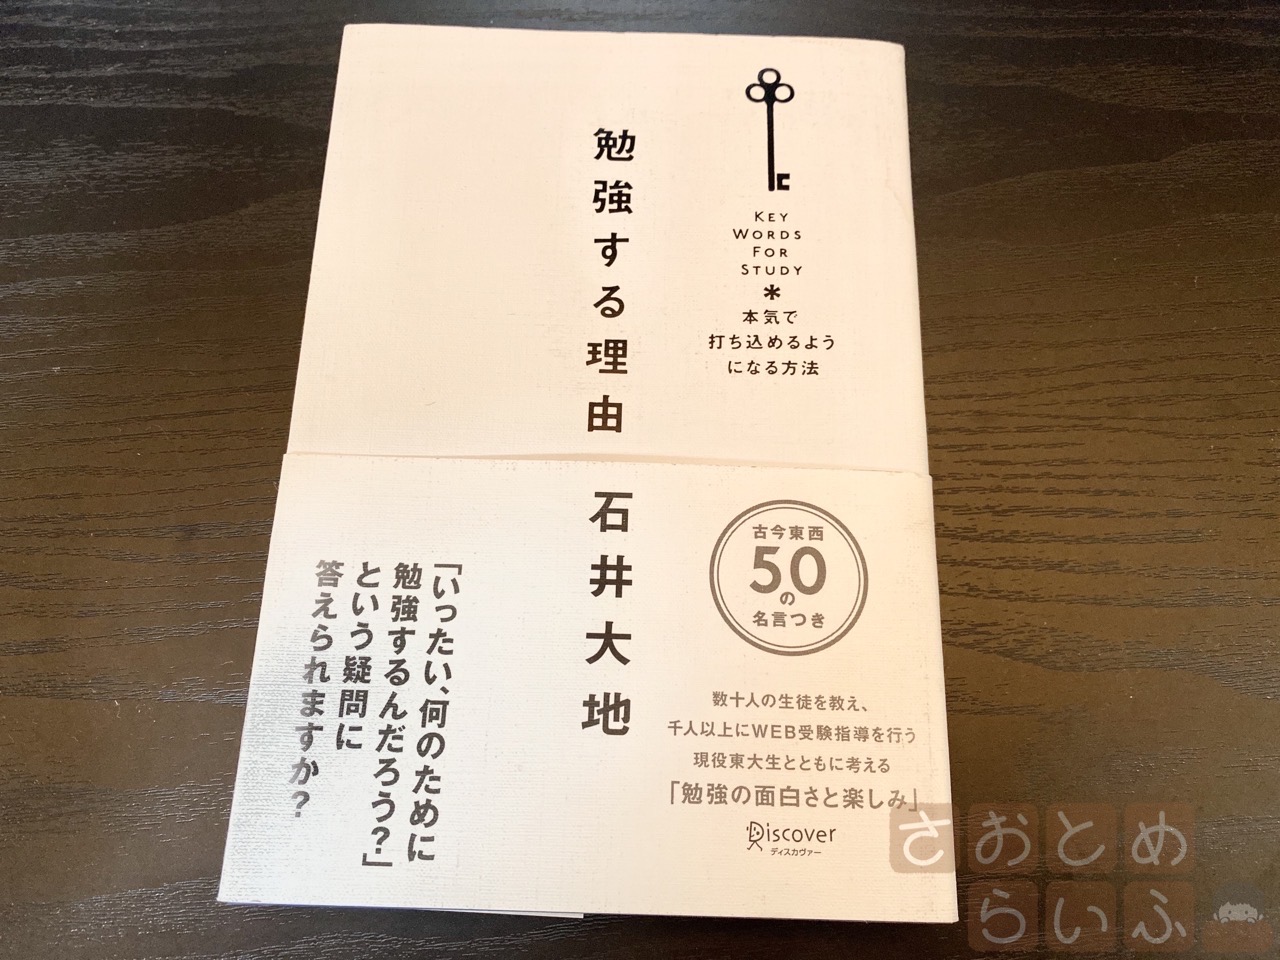 KEY
WORDS
FOR
STUDY
*
本気で
打ち込めるよう
になる方法
勉強する理由
石井大地
古今東西
50
の
名言つき
数十人の生徒を教え、
千人以上にWEB受験指導を行う
現役東大生とともに考える
「勉強の面白さと楽しみ」
Discover
ディスカヴァー
「いったい、何のために
勉強するんだろう?」
という疑問に
答えられますか?
さおとめ
らいふ